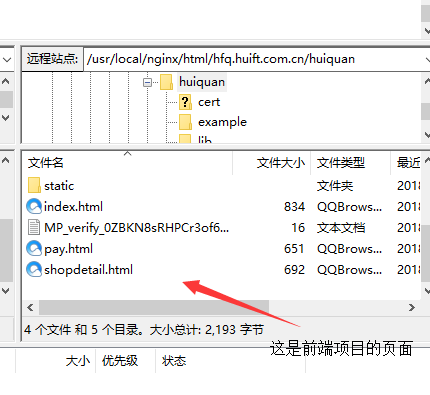 远程站点: /usr/local/nginx/html/hfq.huift.com.cn/huiquan
huiquan
cert
example
lib
文件名 文件大小 文件类型 最近
static 文件夹 2018
index.html 834 QQBrows... 2018
MP_verify_0ZBKN8sRHPCr3of6... 16 文本文档 2018
pay.html 651 QQBrows... 2018
shopdetail.html 692 QQBrows... 2018
4 个文件 和 5 个目录。大小总计: 2,193 字节
这是前端项目的页面
大小 优先级 状态